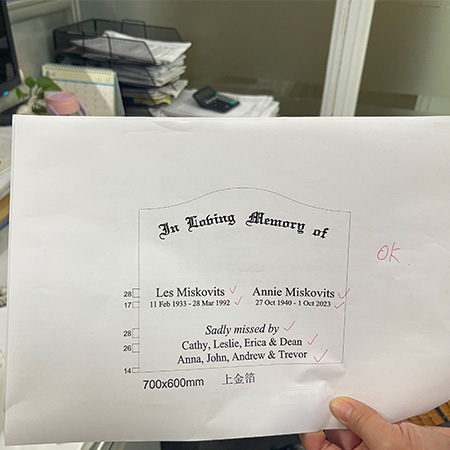 In Loving Memory of
Les Miskovits Annie Miskovits
11 Feb 1933 - 28 Mar 1992 27 Oct 1940 - 1 Oct 2023
Sadly missed by
Cathy, Leslie, Erica & Dean
Anna, John, Andrew & Trevor
28
17
28
26
14
700x600mm 上金箔
OK